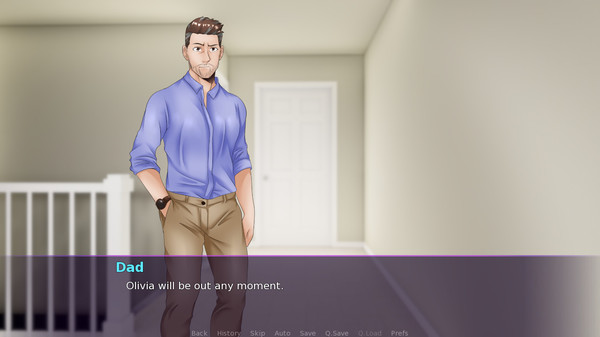 Dad
Olivia will be out any moment.
Back History Skip Auto Save Q.Save Q.Load Prefs